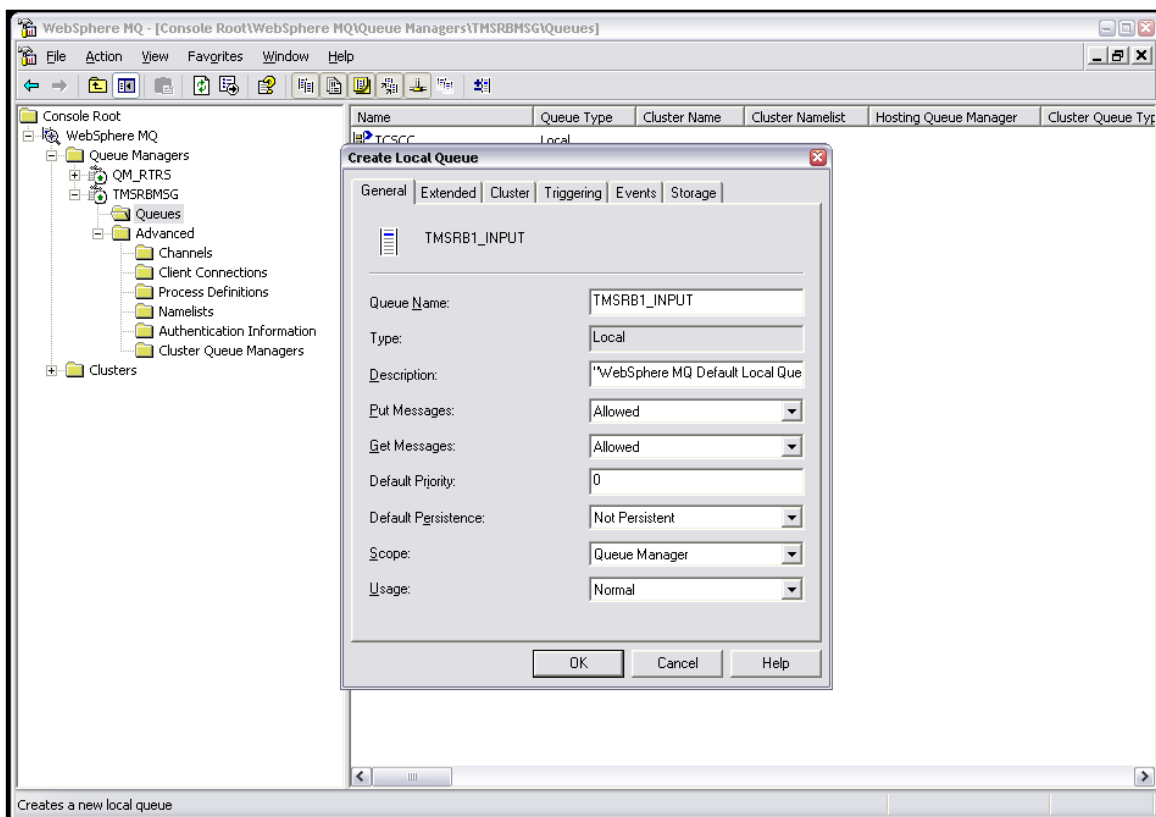 WebSphere MQ - [Console Root\WebSphere MQ\Queue Managers\TMSRBMSG\Queues]
File Action View Favorites Window Help
Console Root
WebSphere MQ
Queue Managers
QM_RTRS
TMSRBMSG
Queues
Advanced
Channels
Client Connections
Process Definitions
Namelists
Authentication Information
Cluster Queue Managers
Clusters
Name Queue Type Cluster Name Cluster Namelist Hosting Queue Manager Cluster Queue Typ
TCSCC Local
Create Local Queue
General Extended Cluster Triggering Events Storage
TMSRB1_INPUT
Queue Name: TMSRB1_INPUT
Type: Local
Description: "WebSphere MQ Default Local Que
Put Messages: Allowed
Get Messages: Allowed
Default Priority: 0
Default Persistence: Not Persistent
Scope: Queue Manager
Usage: Normal
OK Cancel Help
Creates a new local queue